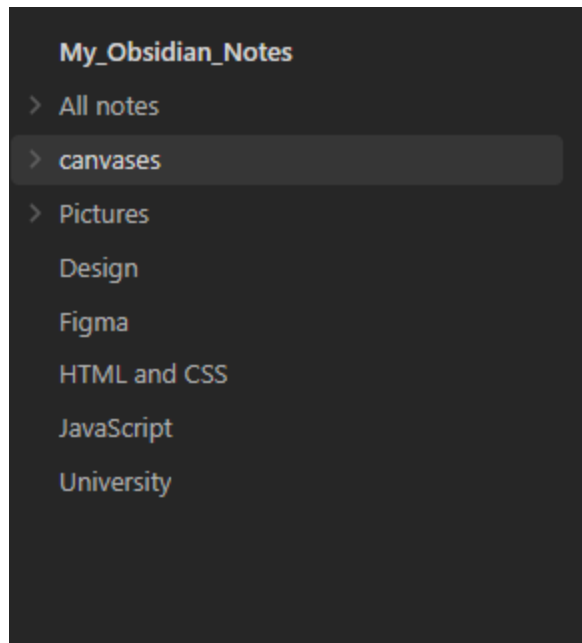 My_Obsidian_Notes
All notes
canvases
Pictures
Design
Figma
HTML and CSS
JavaScript
University